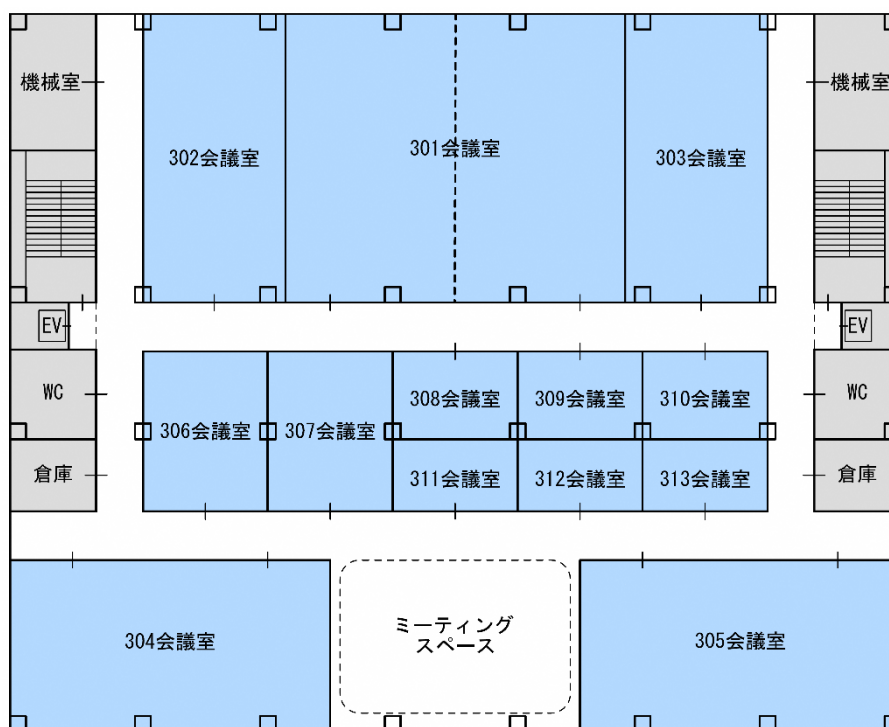 機械室
機械室
302会議室
301会議室
303会議室
EV
EV
WC
WC
308会議室
309会議室
310会議室
306会議室
307会議室
倉庫
倉庫
311会議室
312会議室
313会議室
304会議室
ミーティング
スペース
305会議室